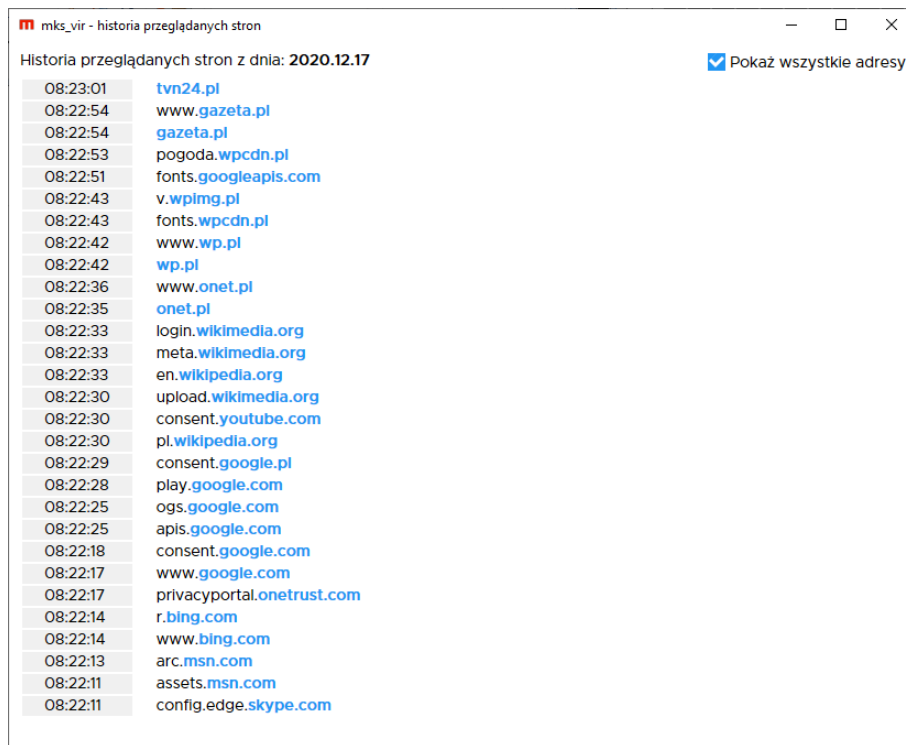 mks_vir - historia przeglądanych stron
Historia przeglądanych stron z dnia: 2020.12.17
Pokaż wszystkie adresy
08:23:01 tvn24.pl
08:22:54 www.gazeta.pl
08:22:54 gazeta.pl
08:22:53 pogoda.wpcdn.pl
08:22:51 fonts.googleapis.com
08:22:43 v.wpimg.pl
08:22:43 fonts.wpcdn.pl
08:22:42 www.wp.pl
08:22:42 wp.pl
08:22:36 www.onet.pl
08:22:35 onet.pl
08:22:33 login.wikimedia.org
08:22:33 meta.wikimedia.org
08:22:33 en.wikipedia.org
08:22:30 upload.wikimedia.org
08:22:30 consent.youtube.com
08:22:30 pl.wikipedia.org
08:22:29 consent.google.pl
08:22:28 play.google.com
08:22:25 ogs.google.com
08:22:25 apis.google.com
08:22:18 consent.google.com
08:22:17 www.google.com
08:22:17 privacyportal.onetrust.com
08:22:14 r.bing.com
08:22:14 www.bing.com
08:22:13 arc.msn.com
08:22:11 assets.msn.com
08:22:11 config.edge.skype.com